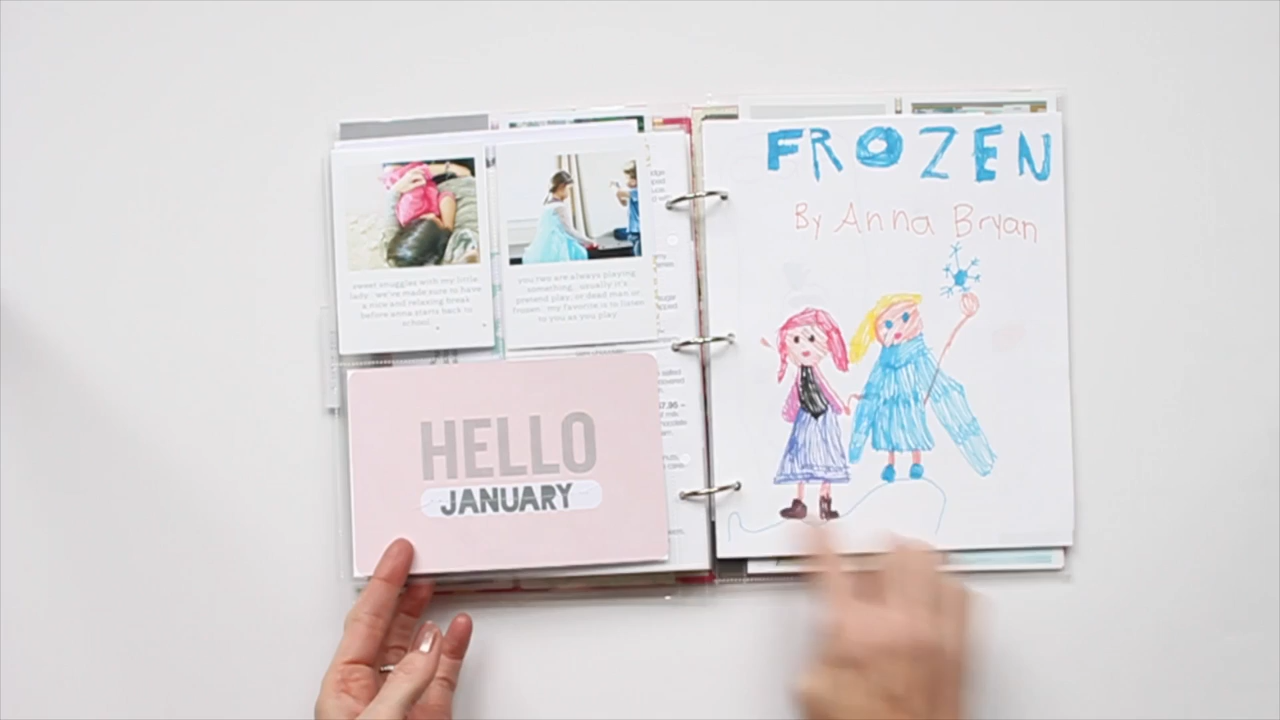 sweet snuggles with my little
lady. we've made sure to have
a nice and relaxing break
before anna starts back to
school.
you two are always playing
something. usually it's
pretend play, or dead man or
frozen. my favorite is to listen
to you as you play.
HELLO
JANUARY
FROZEN
By Anna Bryan